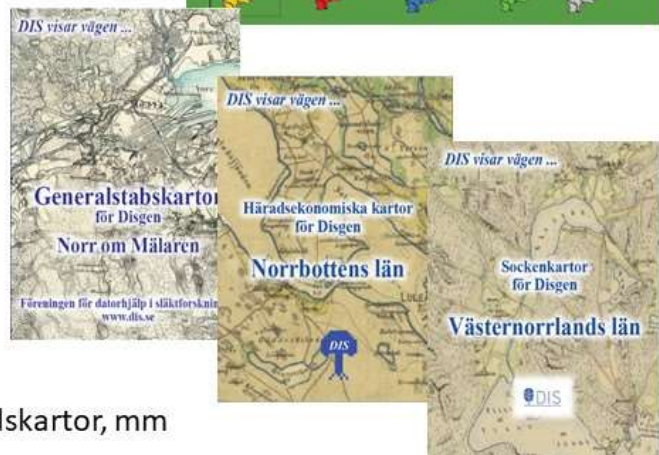 DIS visar vägen ...
Generalstabskartor
för Disgen
Norr om Mälaren
Föreningen för datorhjälp i släktforskning
www.dis.se
DIS visar vägen ...
Häradsekonomiska kartor
för Disgen
Norrbottens län
DIS
DIS visar vägen ...
Sockenkartor
för Disgen
Västernorrlands län
DIS
lskartor, mm